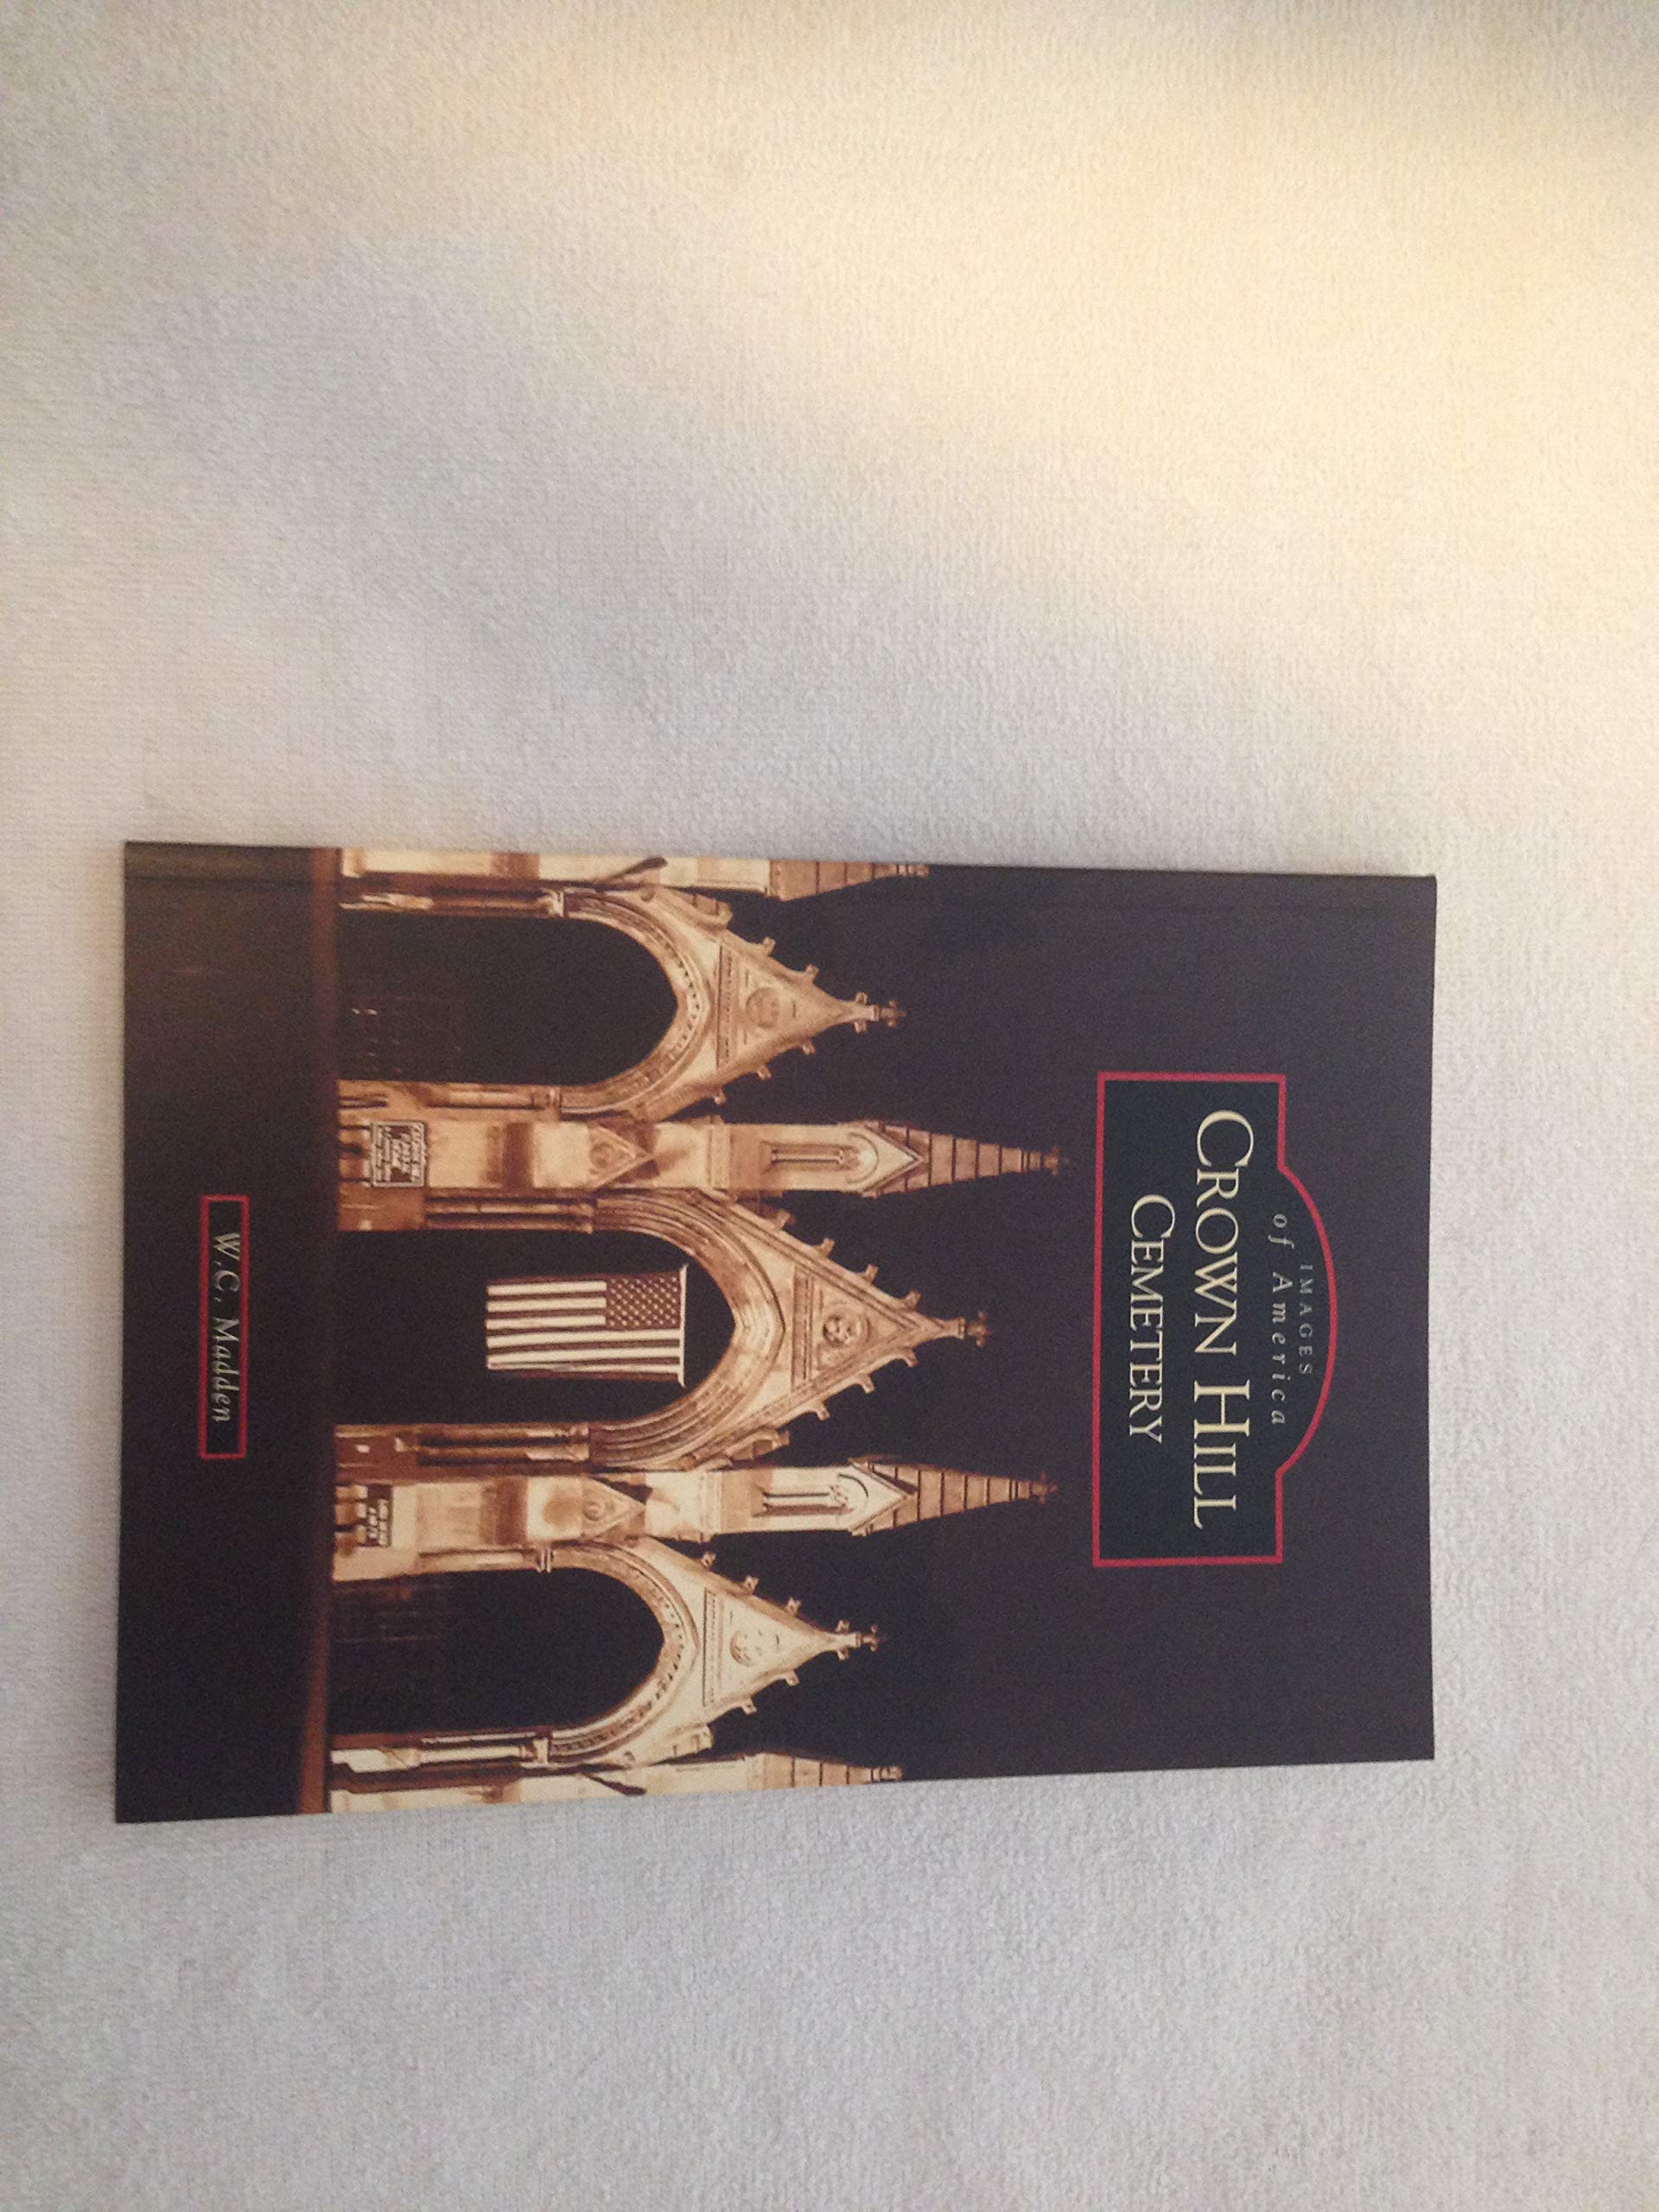 IMAGES
of America
CROWN HILL
CEMETERY
W.C. Madden